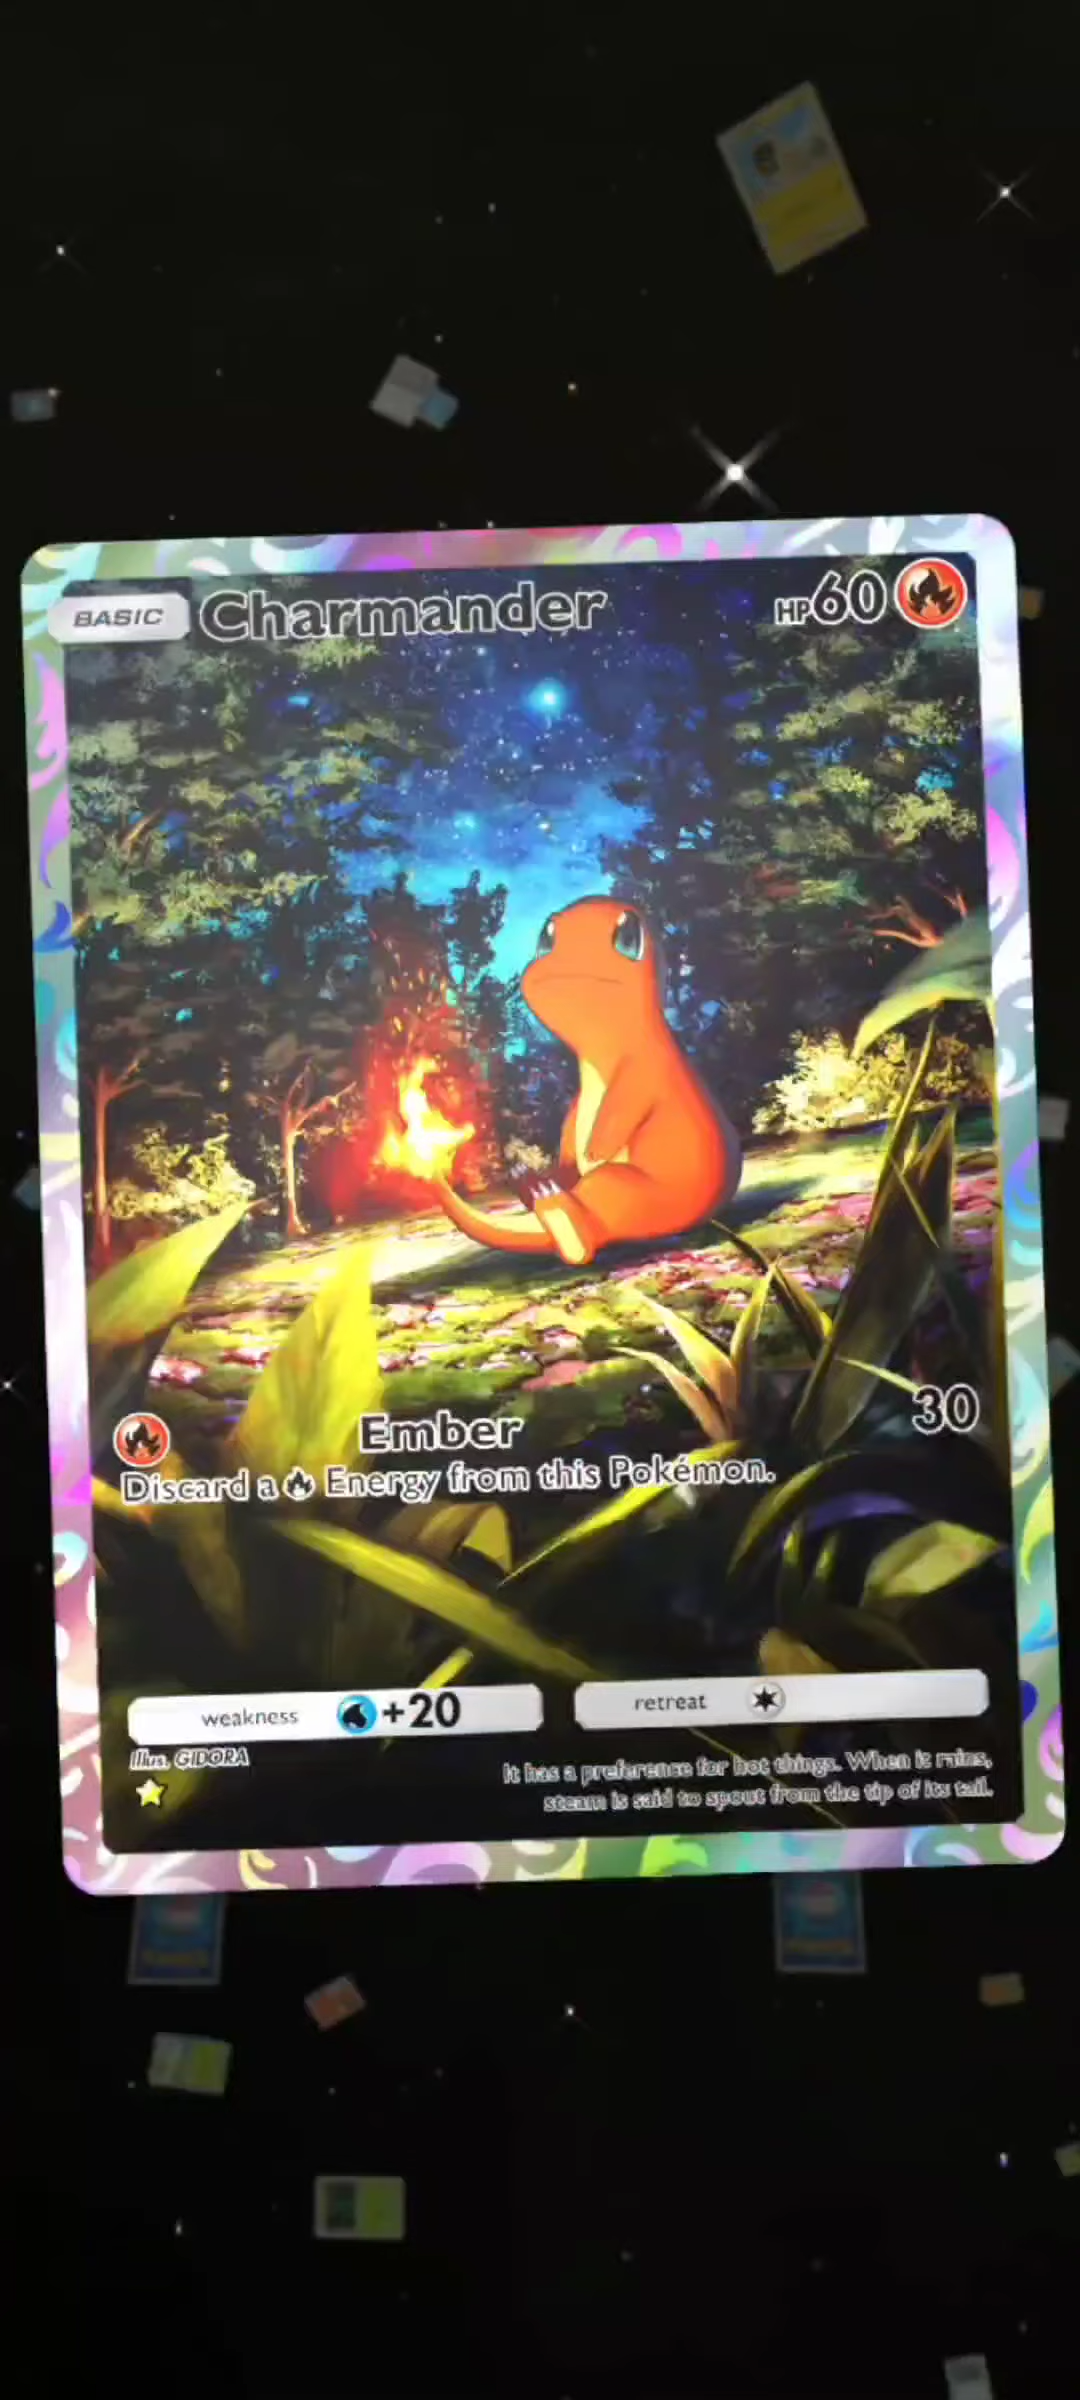 BASIC Charmander HP60
Ember 30
Discard a Energy from this Pokémon.
weakness +20 retreat
Illus. GIDORA
It has a preference for hot things. When it rains,
steam is said to spout from the tip of its tail.